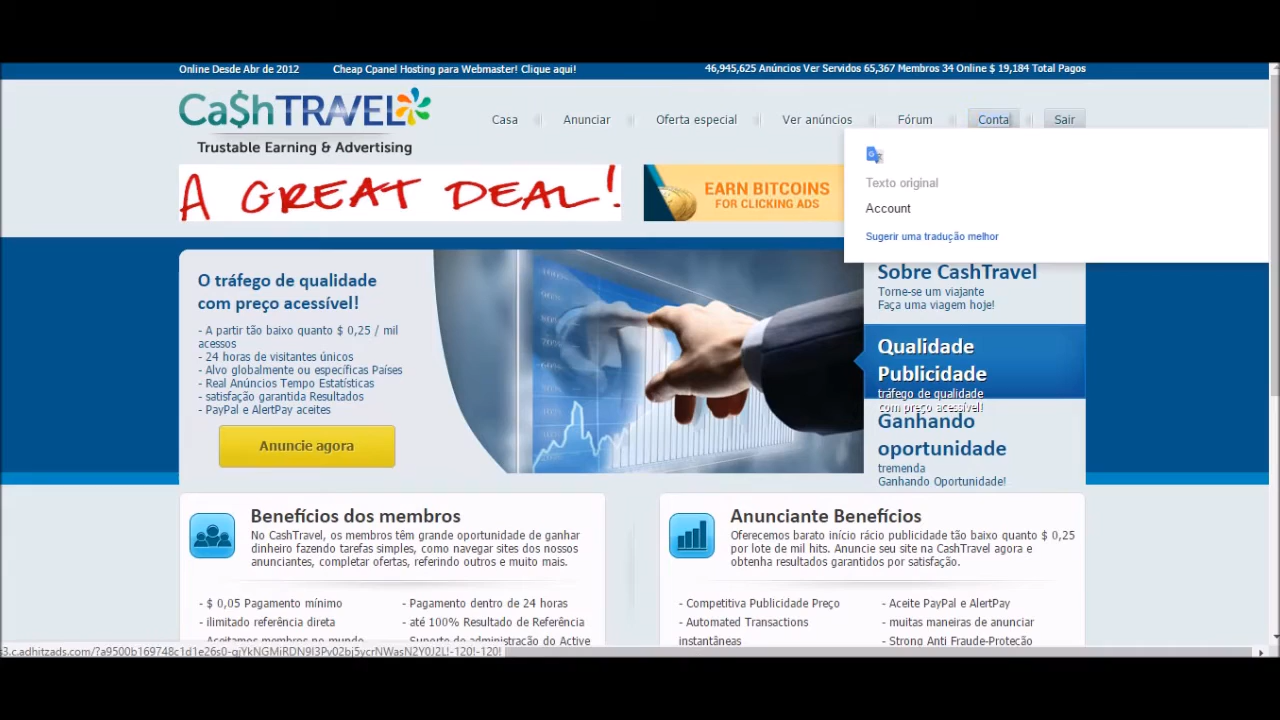 Online Desde Abr de 2012
Cheap Cpanel Hosting para Webmaster! Clique aqui!
46,945,625 Anúncios Ver Servidos 65,367 Membros 34 Online $ 19,184 Total Pagos
Ca$hTRAVEL
Trustable Earning & Advertising
Casa
Anunciar
Oferta especial
Ver anúncios
Fórum
Conta
Sair
Texto original
Account
Sugerir uma tradução melhor
A GREAT DEAL!
EARN BITCOINS
FOR CLICKING ADS
O tráfego de qualidade
com preço acessível!
- A partir tão baixo quanto $ 0,25 / mil
acessos
- 24 horas de visitantes únicos
- Alvo globalmente ou específicas Países
- Real Anúncios Tempo Estatísticas
- satisfação garantida Resultados
- PayPal e AlertPay aceites
Anuncie agora
Sobre CashTravel
Torne-se um viajante
Faça uma viagem hoje!
Qualidade
Publicidade
tráfego de qualidade
com preço acessível!
Ganhando
oportunidade
tremenda
Ganhando Oportunidade!
Benefícios dos membros
No CashTravel, os membros têm grande oportunidade de ganhar
dinheiro fazendo tarefas simples, como navegar sites dos nossos
anunciantes, completar ofertas, referindo outros e muito mais.
- $ 0,05 Pagamento mínimo
- Pagamento dentro de 24 horas
- ilimitado referência direta
- até 100% Resultado de Referência
- Aceitamos membros no mundo
- Suporte de administração do Active
Anunciante Benefícios
Oferecemos barato início rácio publicidade tão baixo quanto $ 0,25
por lote de mil hits. Anuncie seu site na CashTravel agora e
obtenha resultados garantidos por satisfação.
- Competitiva Publicidade Preço
- Aceite PayPal e AlertPay
- Automated Transactions
instantâneas
- muitas maneiras de anunciar
- Strong Anti Fraude-Proteção